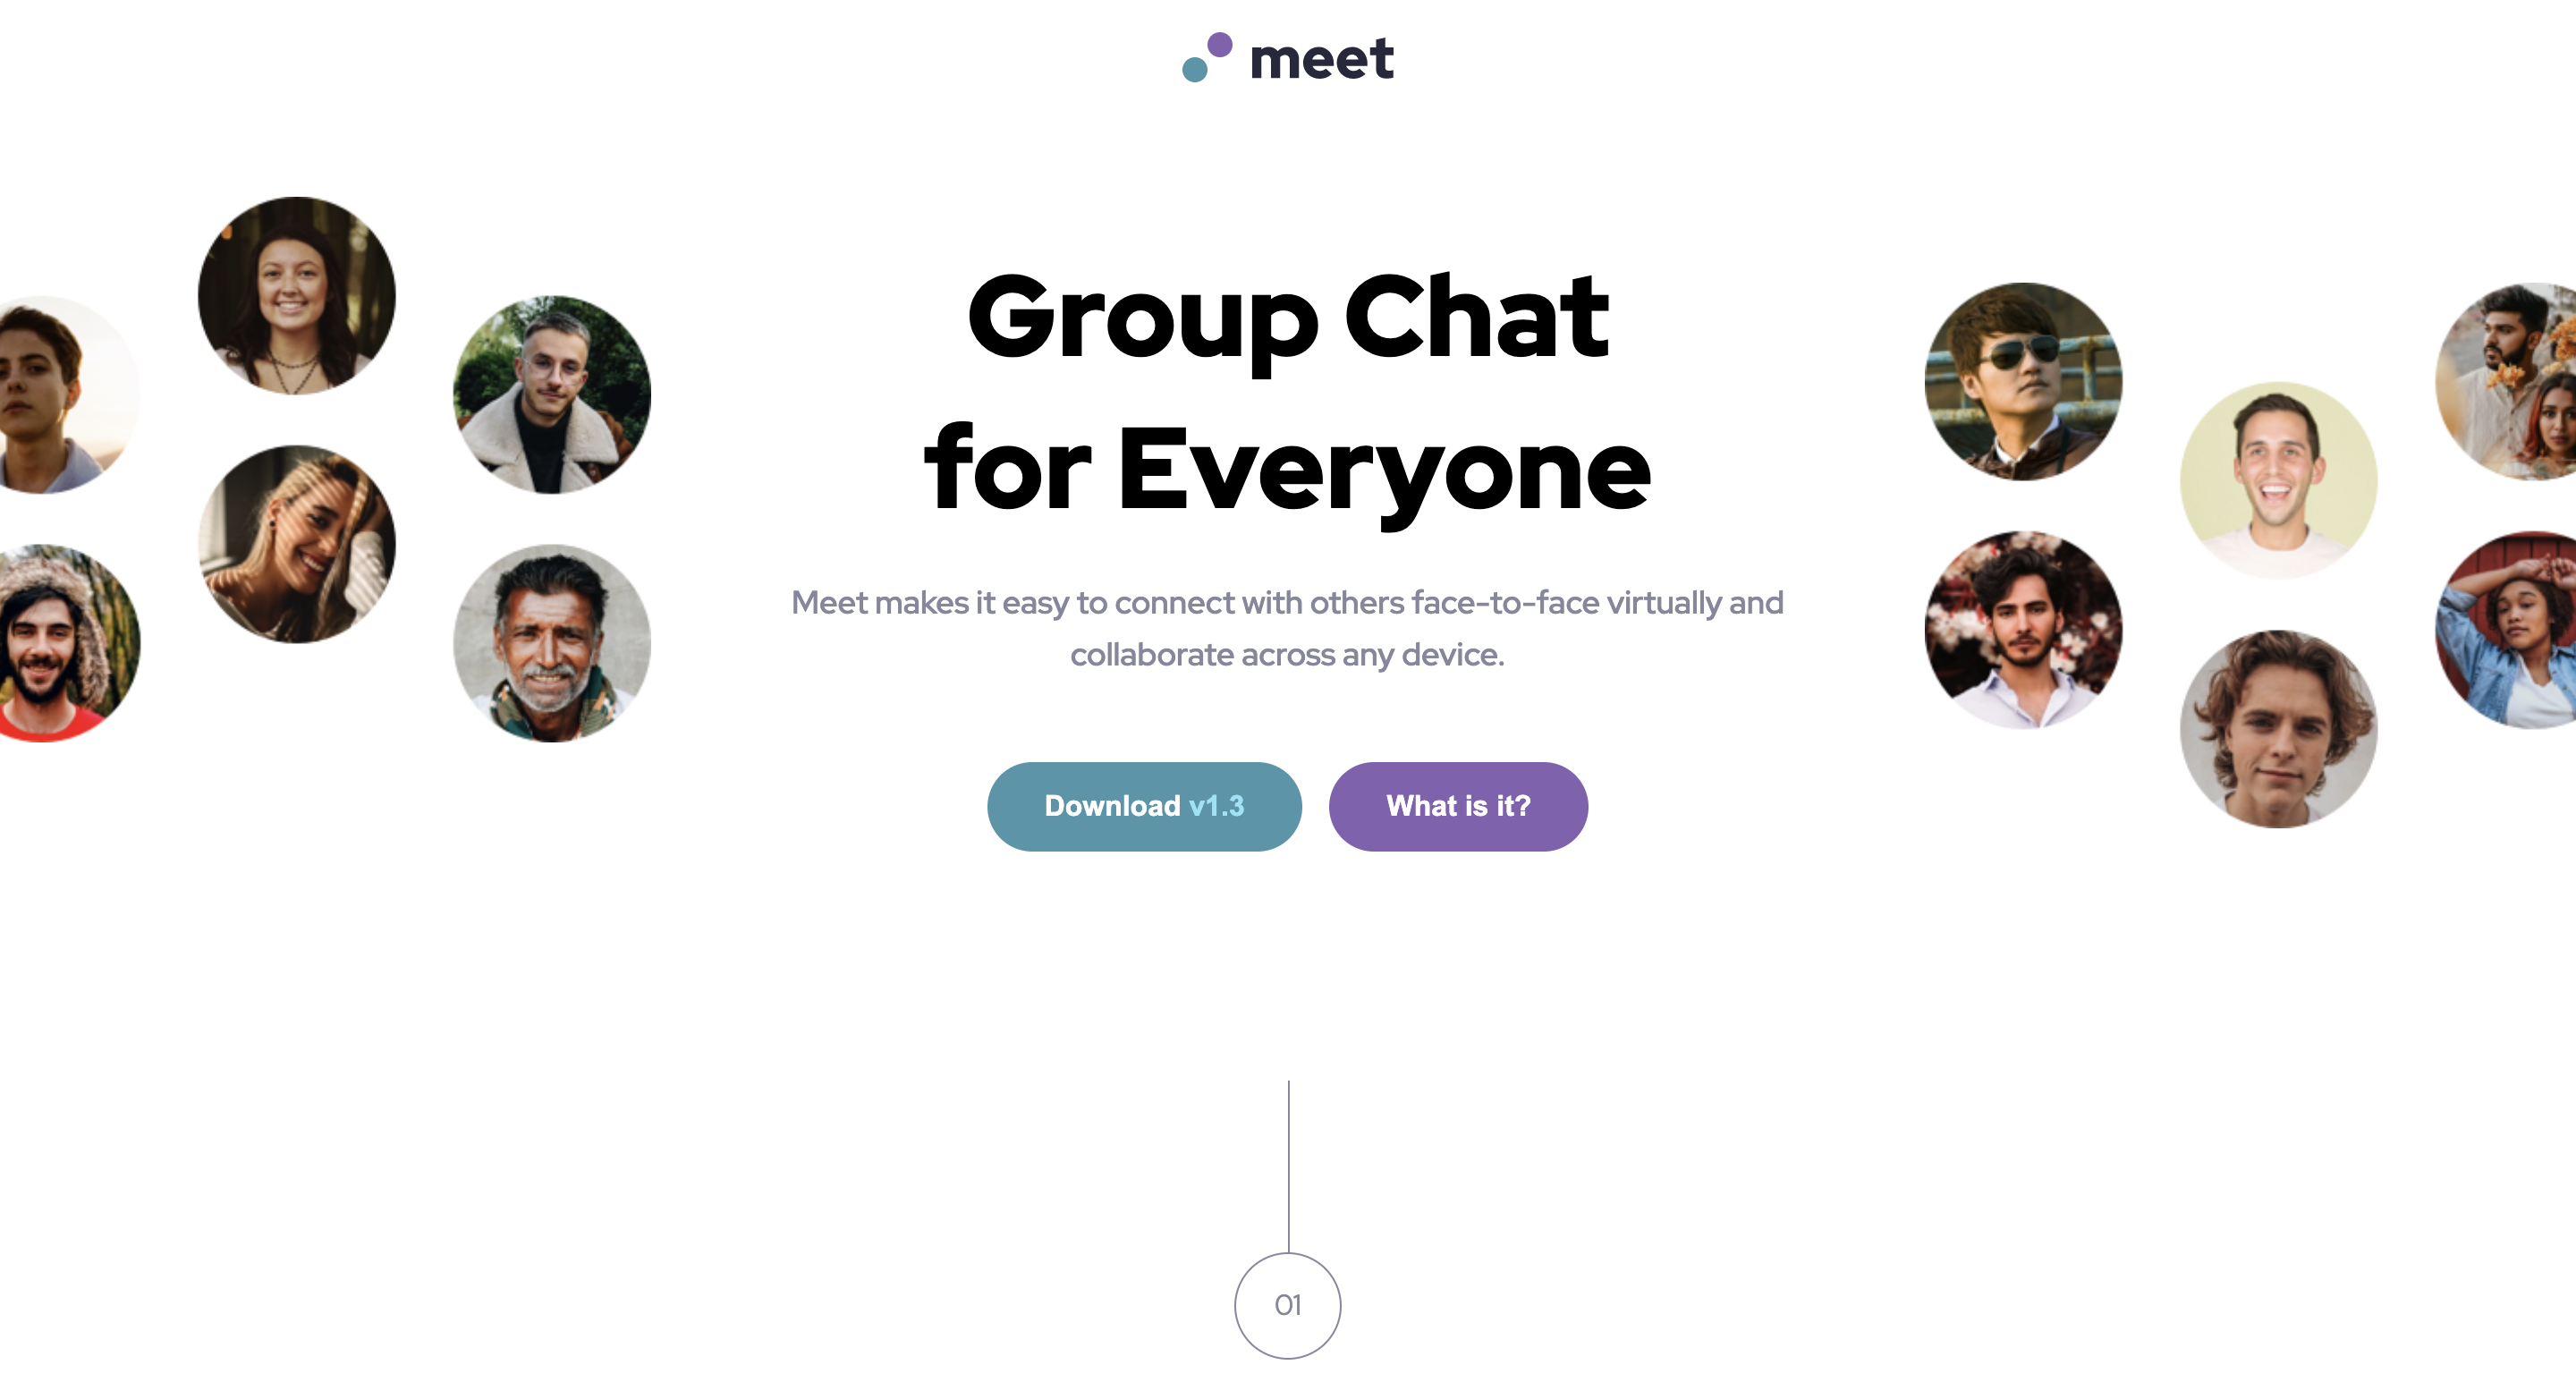 meet
Group Chat
for Everyone
Meet makes it easy to connect with others face-to-face virtually and
collaborate across any device.
Download v1.3
What is it?
01